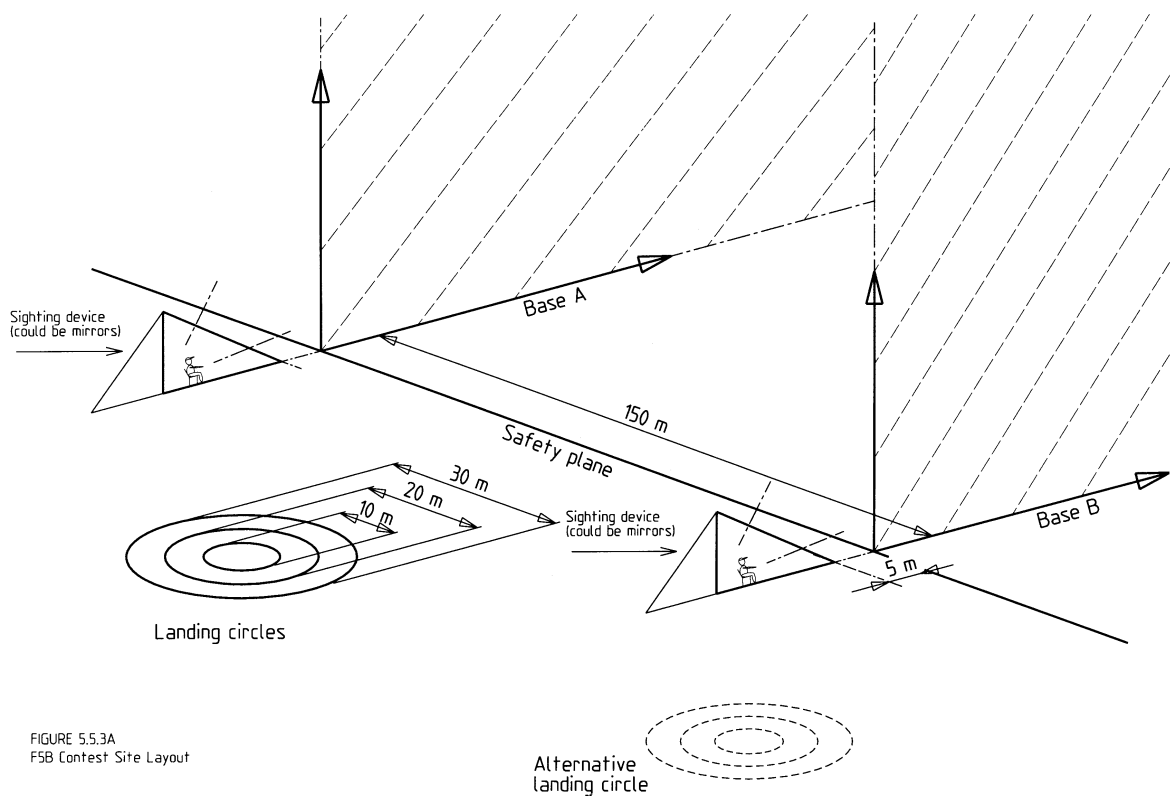 Base A
Sighting device
(could be mirrors)
150 m
Safety plane
30 m
20 m
10 m
Base B
Sighting device
(could be mirrors)
5 m
Landing circles
FIGURE 5.5.3A
F5B Contest Site Layout
Alternative
landing circle